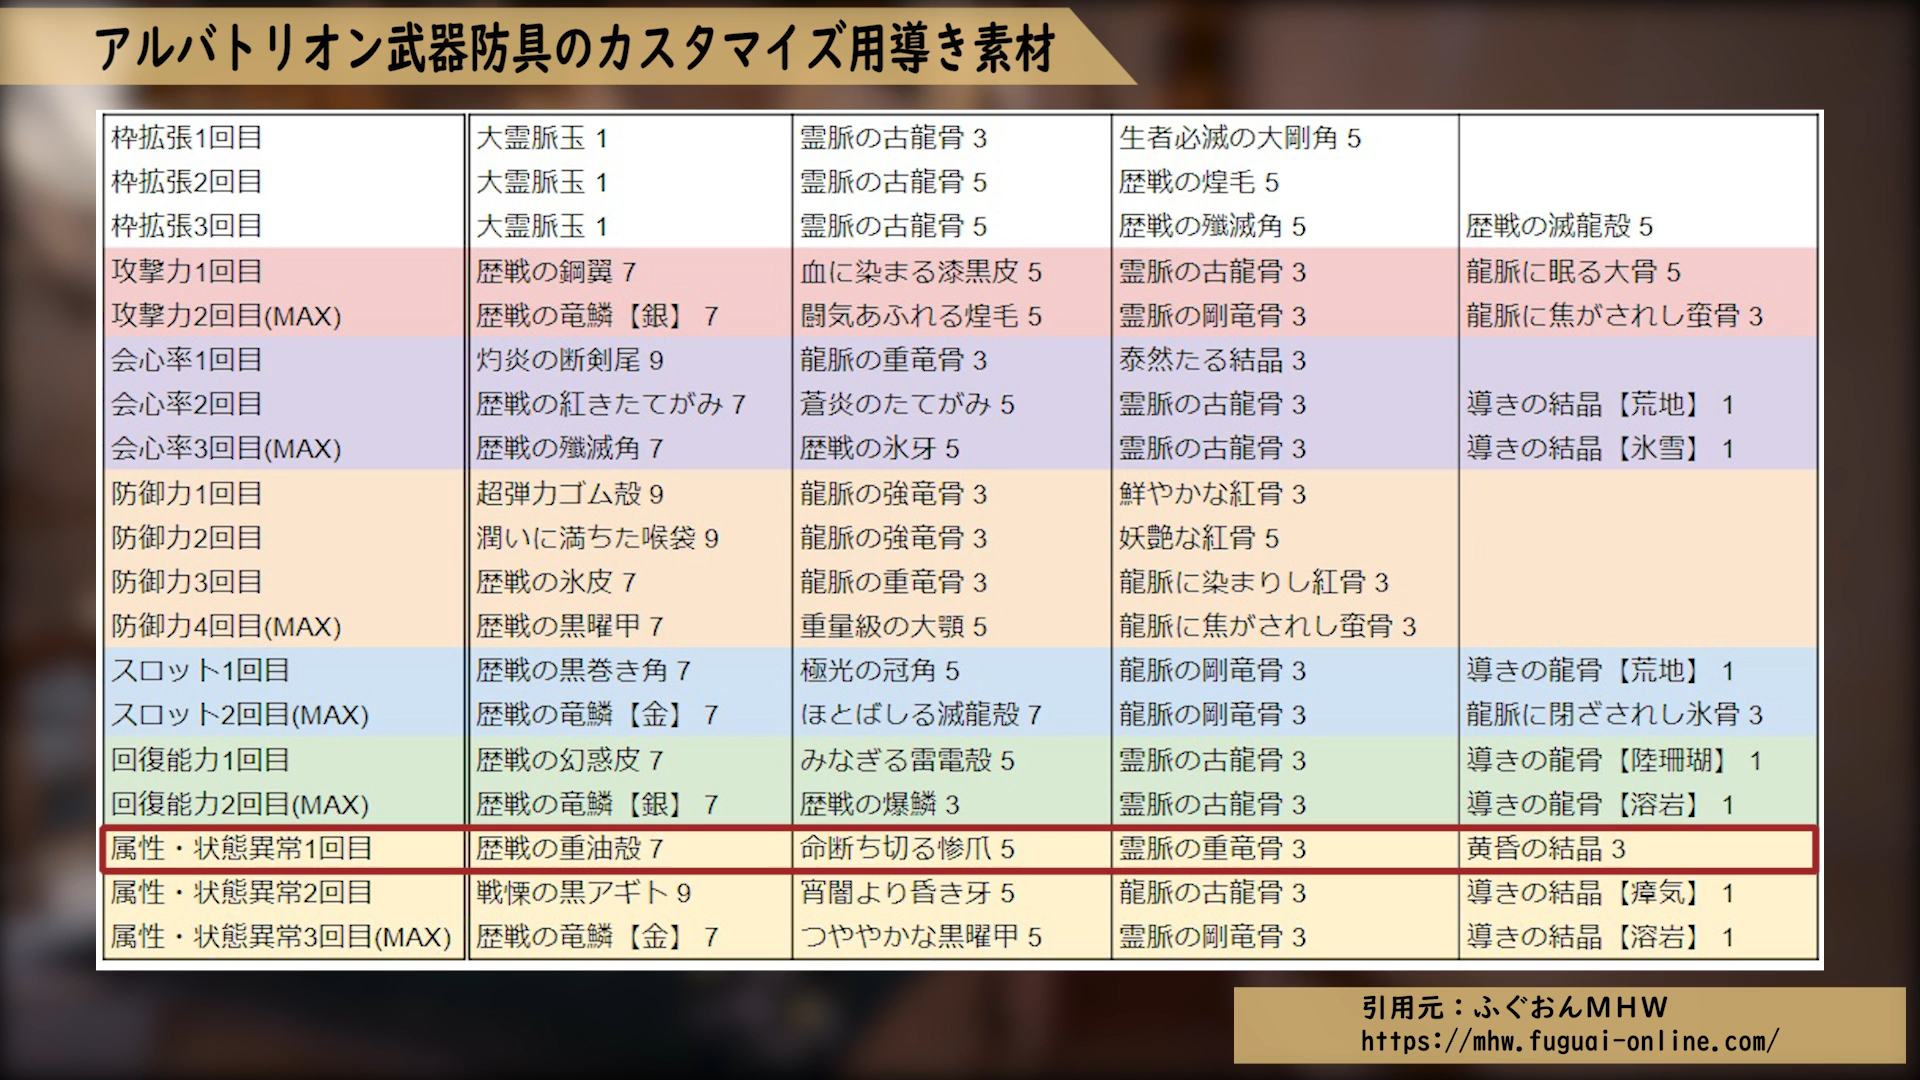 アルバトリオン武器防具のカスタマイズ用導き素材
枠拡張1回目 大霊脈玉 1 霊脈の古龍骨 3 生者必滅の大剛角 5
枠拡張2回目 大霊脈玉 1 霊脈の古龍骨 5 歴戦の煌毛 5
枠拡張3回目 大霊脈玉 1 霊脈の古龍骨 5 歴戦の殲滅角 5 歴戦の滅龍殻 5
攻撃力1回目 歴戦の鋼翼 7 血に染まる漆黒皮 5 霊脈の古龍骨 3 龍脈に眠る大骨 5
攻撃力2回目(MAX) 歴戦の竜鱗【銀】 7 闘気あふれる煌毛 5 霊脈の剛竜骨 3 龍脈に焦がされし蛮骨 3
会心率1回目 灼炎の断剣尾 9 龍脈の重竜骨 3 泰然たる結晶 3
会心率2回目 歴戦の紅きたてがみ 7 蒼炎のたてがみ 5 霊脈の古龍骨 3 導きの結晶【荒地】 1
会心率3回目(MAX) 歴戦の殲滅角 7 歴戦の氷牙 5 霊脈の古龍骨 3 導きの結晶【氷雪】 1
防御力1回目 超弾力ゴム殻 9 龍脈の強竜骨 3 鮮やかな紅骨 3
防御力2回目 潤いに満ちた喉袋 9 龍脈の強竜骨 3 妖艶な紅骨 5
防御力3回目 歴戦の氷皮 7 龍脈の重竜骨 3 龍脈に染まりし紅骨 3
防御力4回目(MAX) 歴戦の黒曜甲 7 重量級の大顎 5 龍脈に焦がされし蛮骨 3
スロット1回目 歴戦の黒巻き角 7 極光の冠角 5 龍脈の剛竜骨 3 導きの龍骨【荒地】 1
スロット2回目(MAX) 歴戦の竜鱗【金】 7 ほとばしる滅龍殻 7 龍脈の剛竜骨 3 龍脈に閉ざされし氷骨 3
回復能力1回目 歴戦の幻惑皮 7 みなぎる雷電殻 5 霊脈の古龍骨 3 導きの龍骨【陸珊瑚】 1
回復能力2回目(MAX) 歴戦の竜鱗【銀】 7 歴戦の爆鱗 3 霊脈の古龍骨 3 導きの龍骨【溶岩】 1
属性・状態異常1回目 歴戦の重油殻 7 命断ち切る惨爪 5 霊脈の重竜骨 3 黄昏の結晶 3
属性・状態異常2回目 戦慄の黒アギト 9 宵闇より昏き牙 5 龍脈の古龍骨 3 導きの結晶【瘴気】 1
属性・状態異常3回目(MAX) 歴戦の竜鱗【金】 7 つややかな黒曜甲 5 霊脈の剛竜骨 3 導きの結晶【溶岩】 1
引用元：ふぐおんMHW
https://mhw.fuguai-online.com/